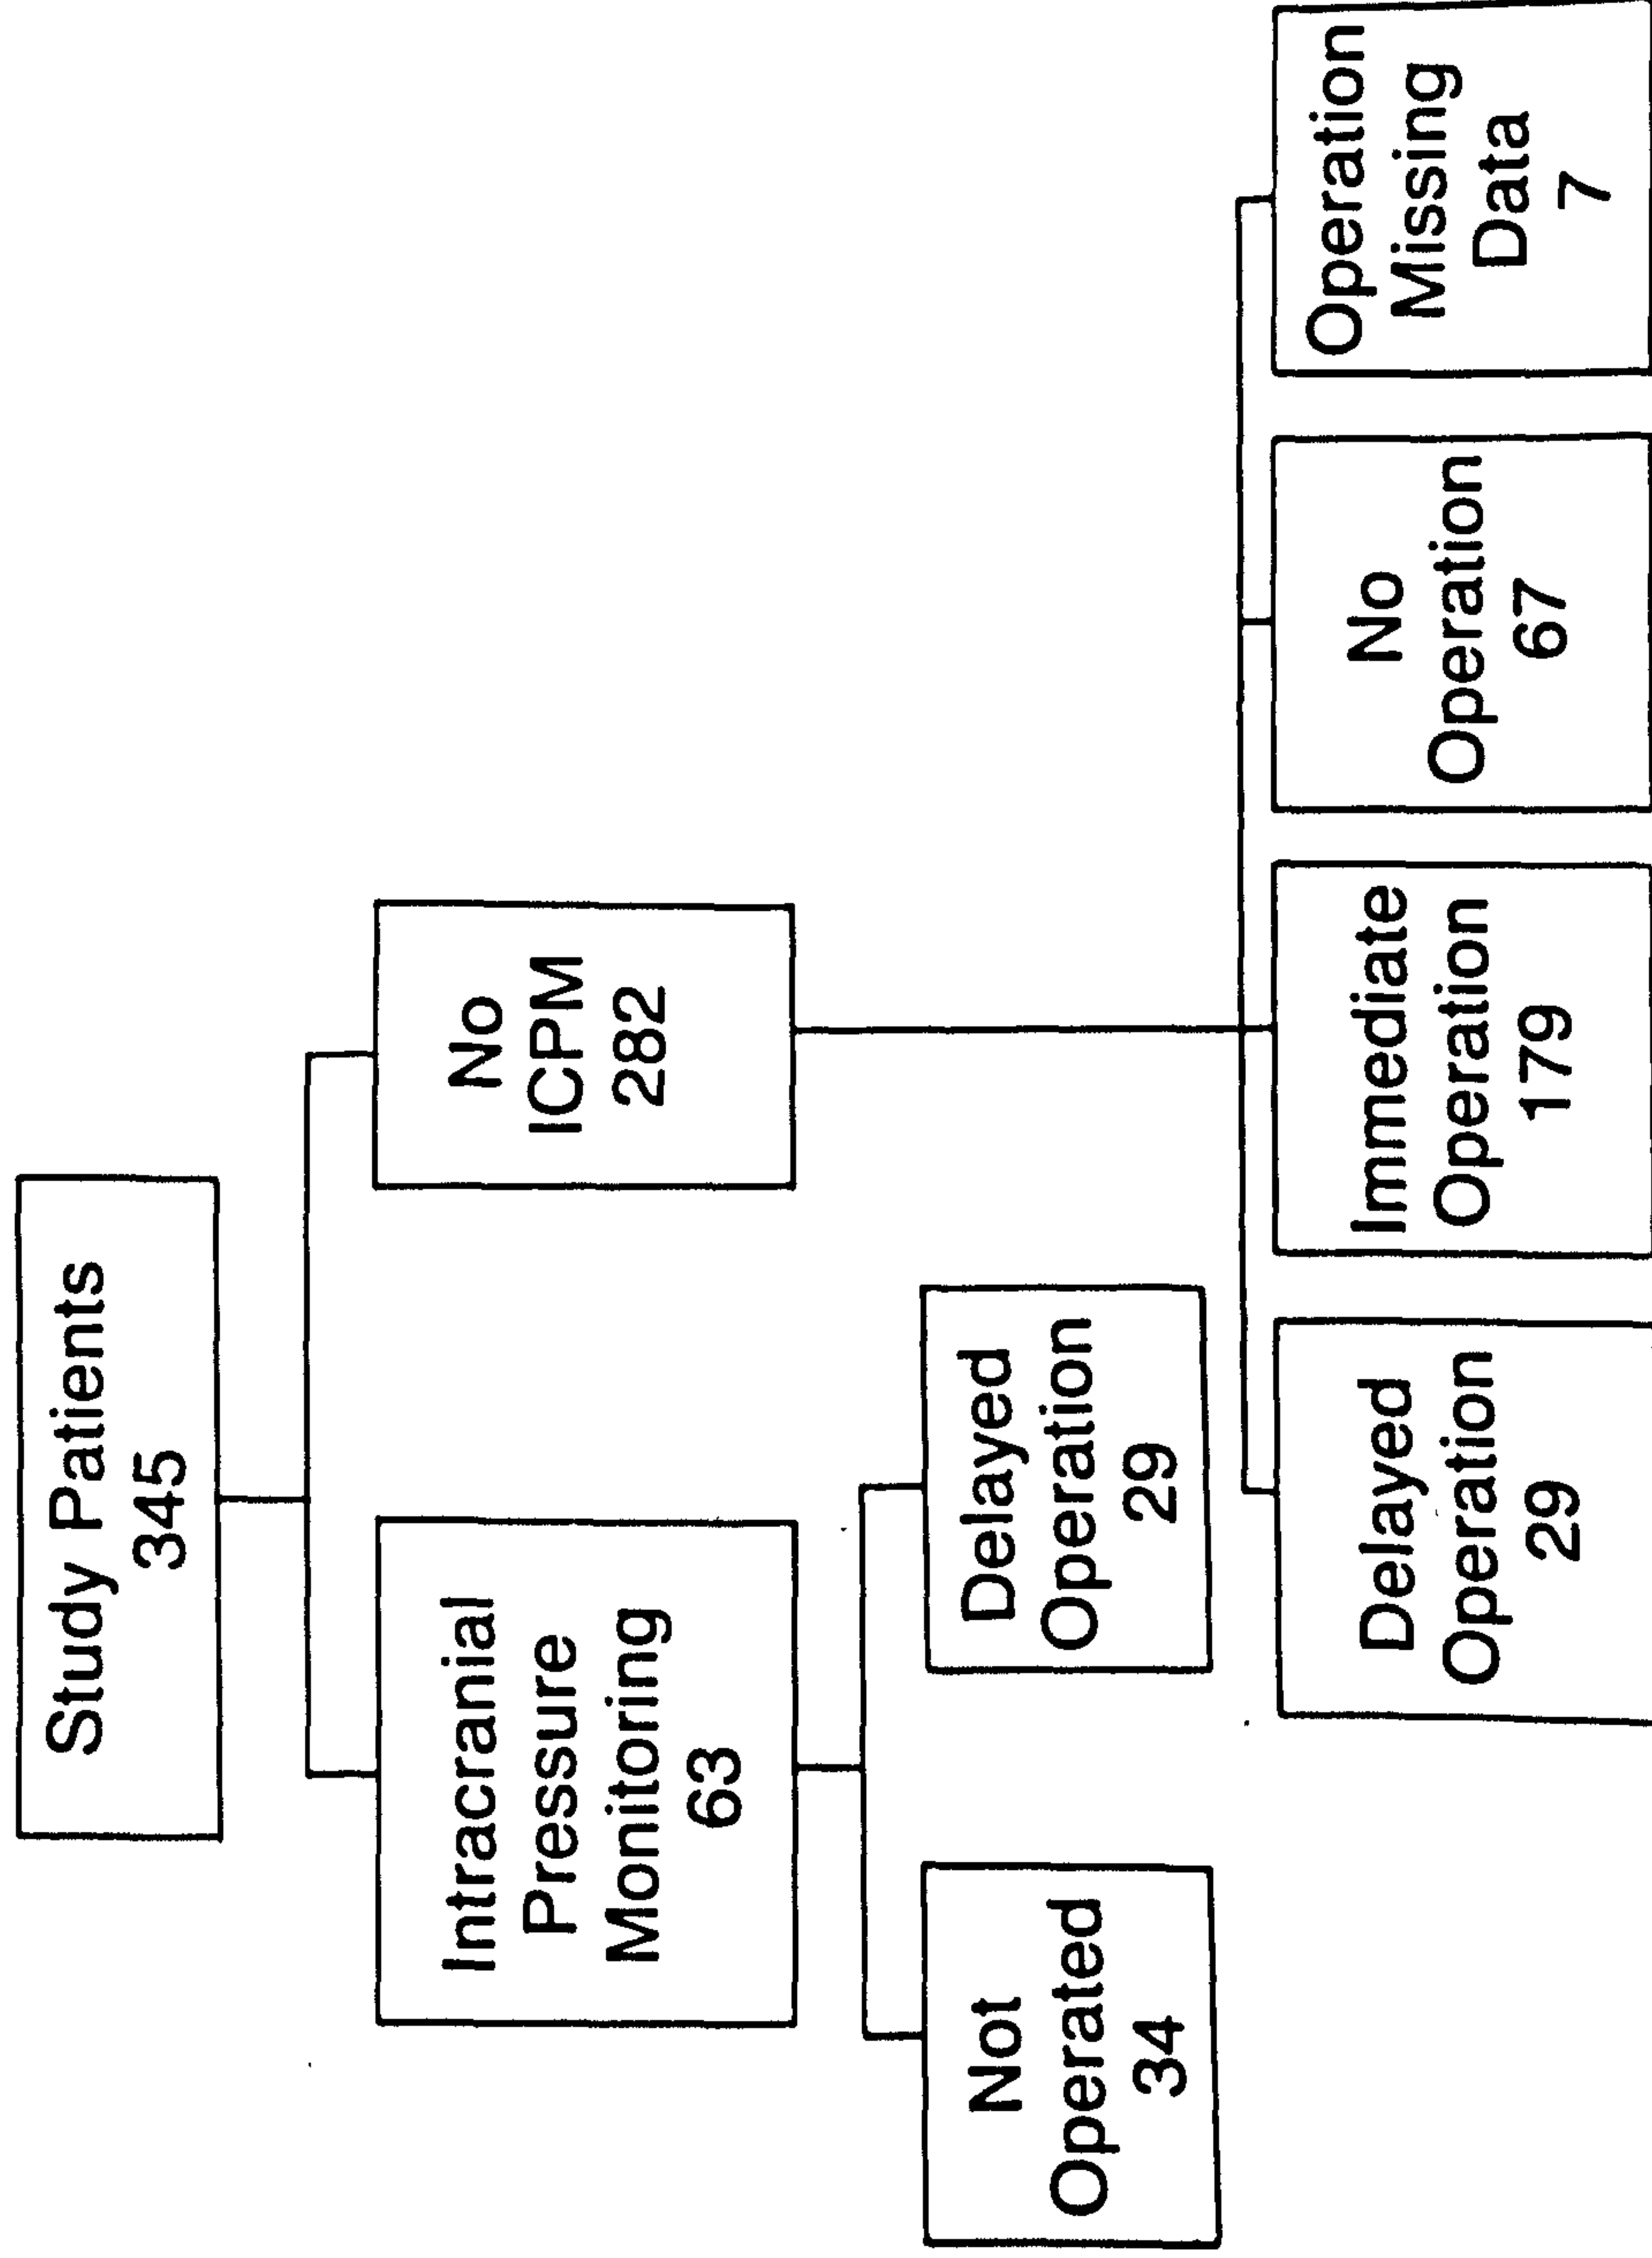 Study Patients
345
Intracranial
Pressure
Monitoring
63
No
ICPM
282
Not
Operated
34
Delayed
Operation
29
Delayed
Operation
29
Immediate
Operation
179
No
Operation
67
Operation
Missing
Data
7